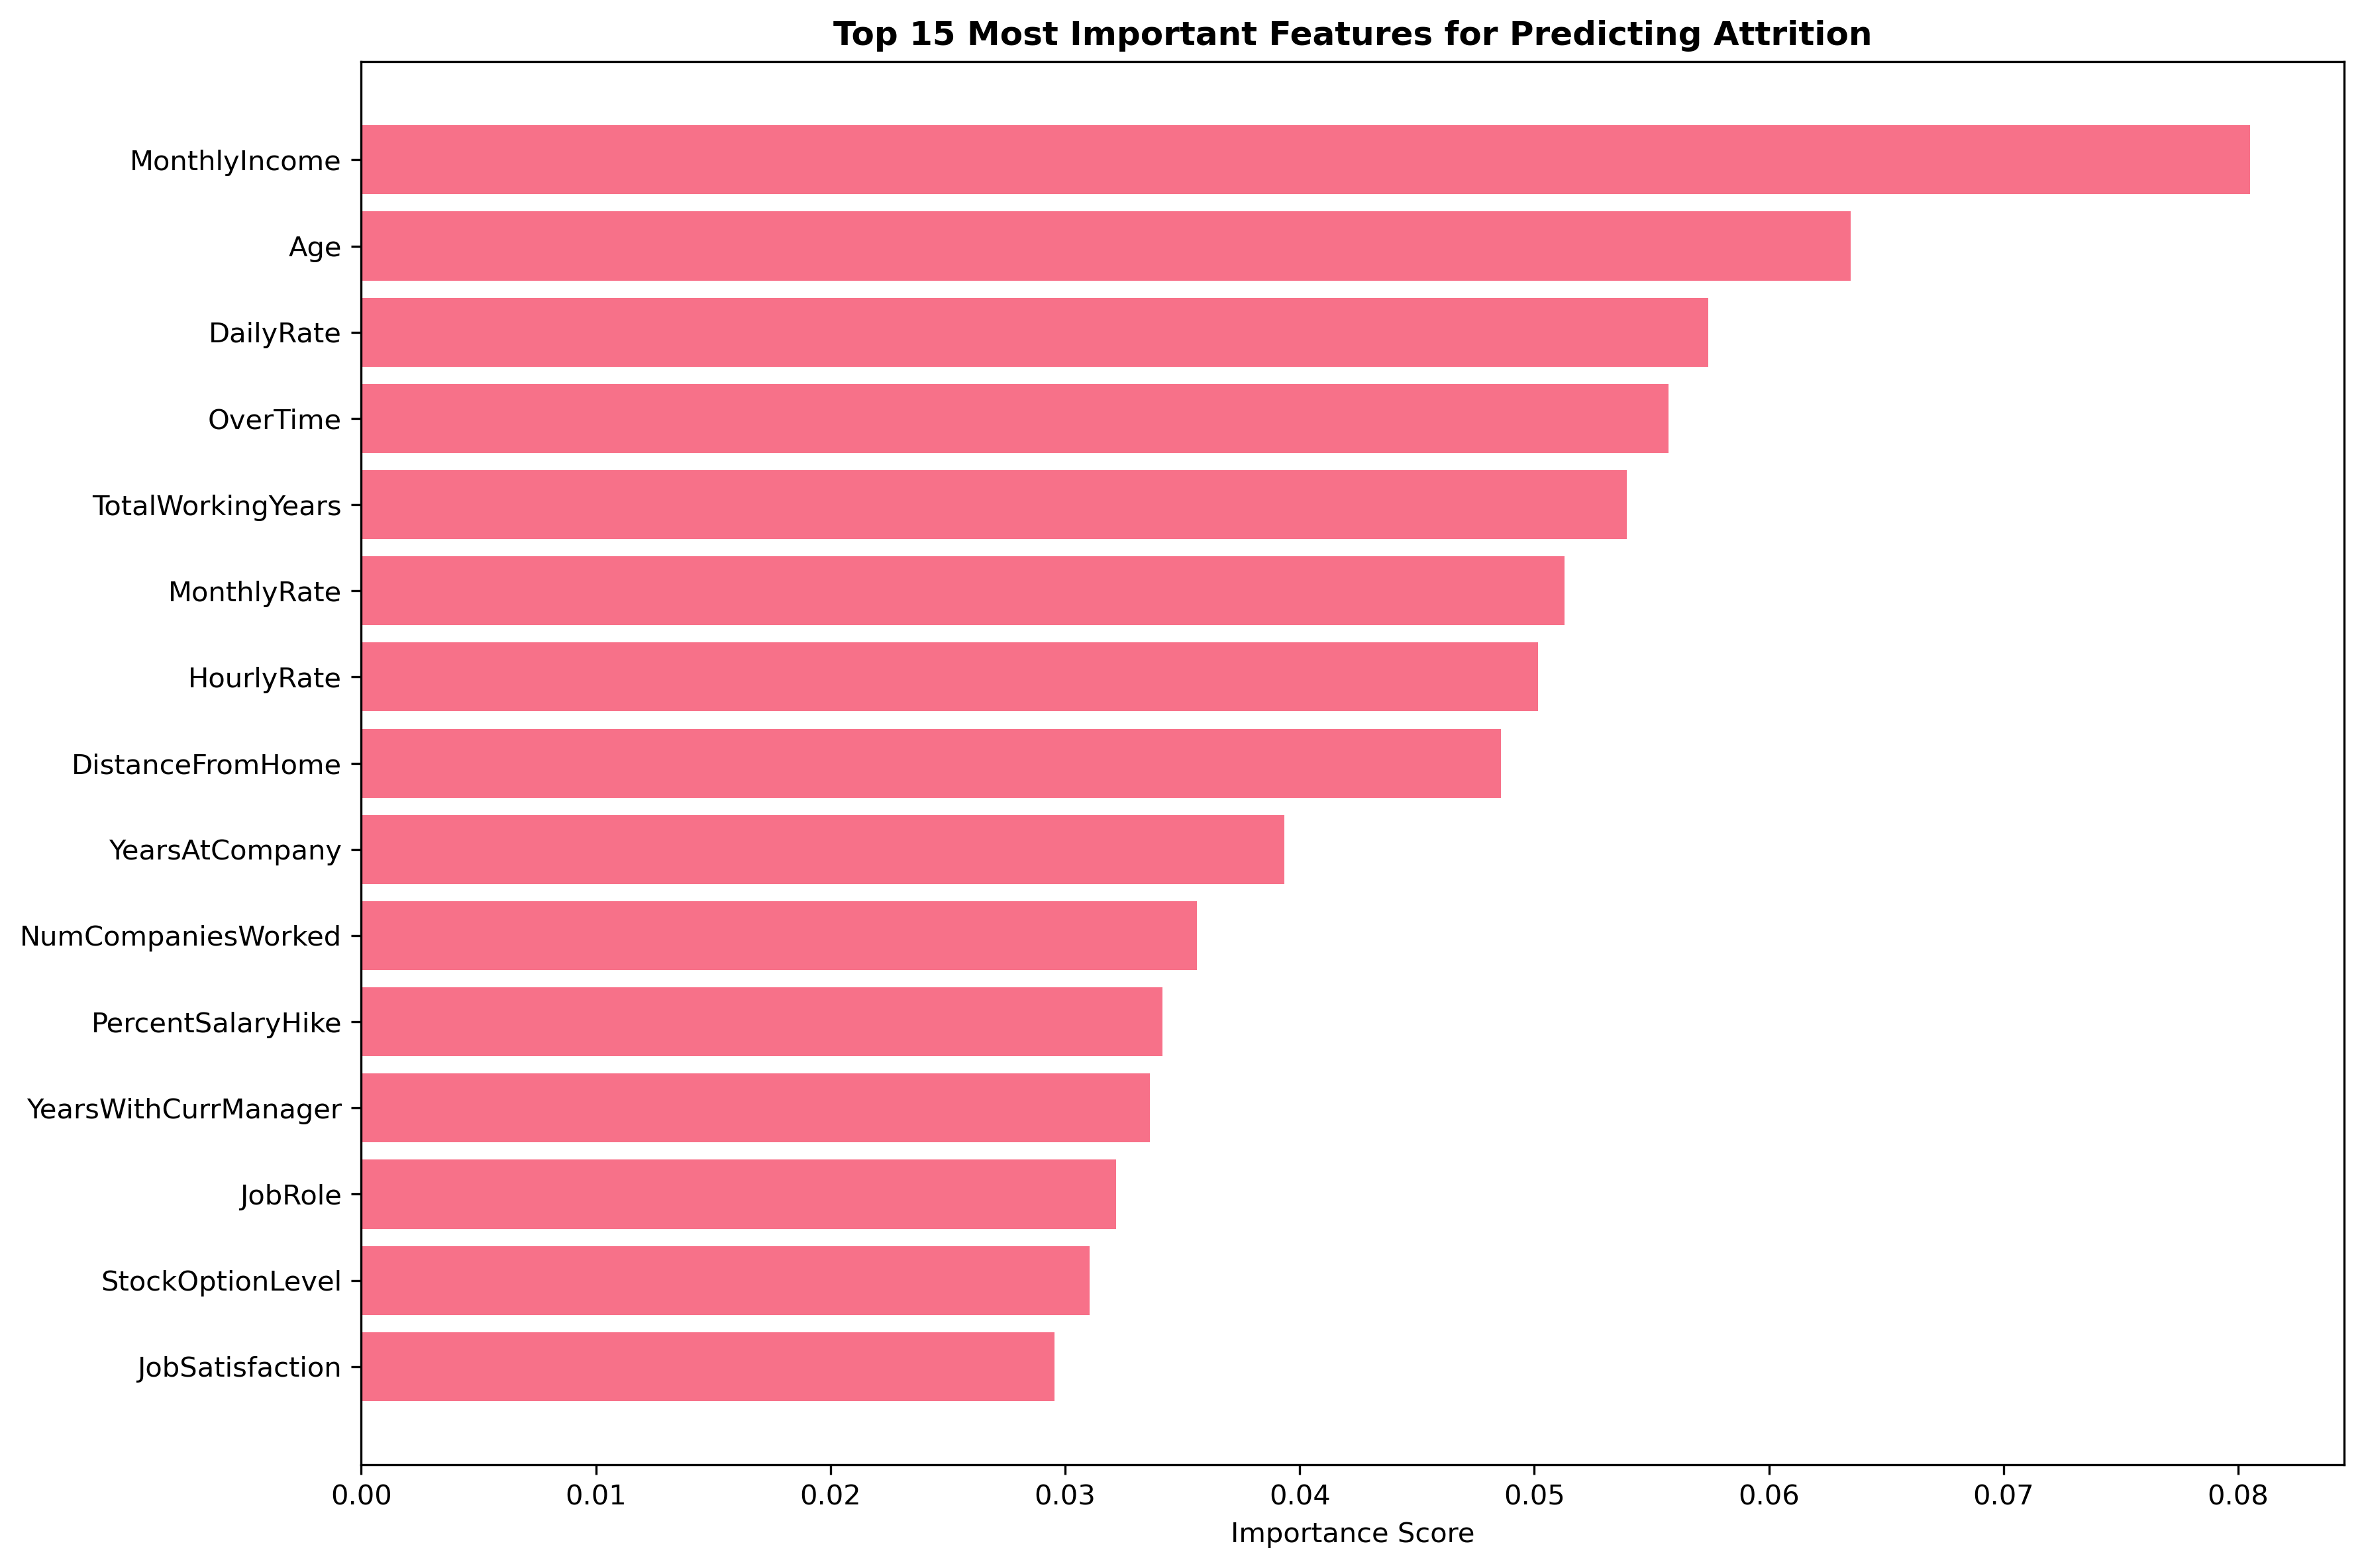 Top 15 Most Important Features for Predicting Attrition
MonthlyIncome
Age
DailyRate
OverTime
TotalWorkingYears
MonthlyRate
HourlyRate
DistanceFromHome
YearsAtCompany
NumCompaniesWorked
PercentSalaryHike
YearsWithCurrManager
JobRole
StockOptionLevel
JobSatisfaction
0.00 0.01 0.02 0.03 0.04 0.05 0.06 0.07 0.08
Importance Score